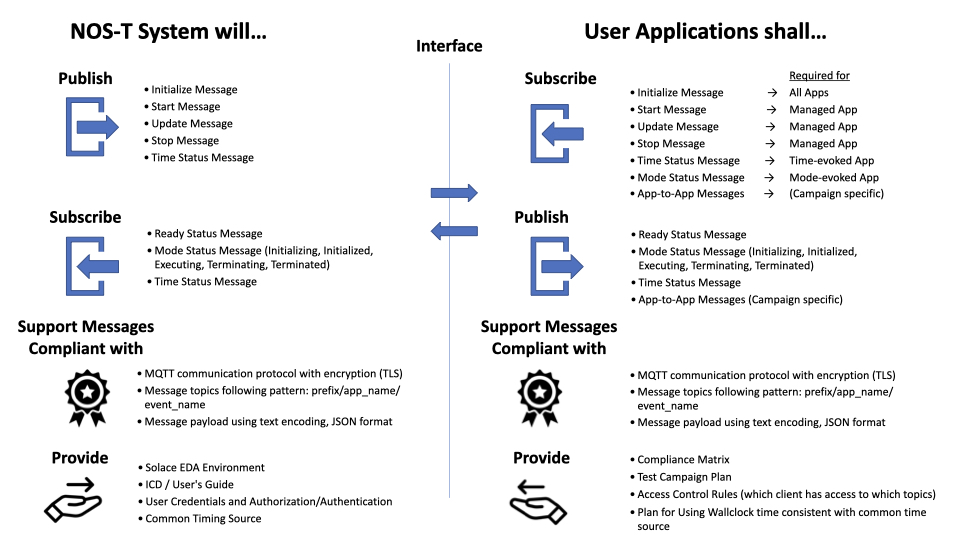 NOS-T System will...
Interface
User Applications shall...
Publish
• Initialize Message
• Start Message
• Update Message
• Stop Message
• Time Status Message
Subscribe
• Ready Status Message
• Mode Status Message (Initializing, Initialized,
Executing, Terminating, Terminated)
• Time Status Message
Support Messages
Compliant with
• MQTT communication protocol with encryption (TLS)
• Message topics following pattern: prefix/app_name/
event_name
• Message payload using text encoding, JSON format
Provide
• Solace EDA Environment
• ICD / User's Guide
• User Credentials and Authorization/Authentication
• Common Timing Source
Subscribe
Required for
• Initialize Message → All Apps
• Start Message → Managed App
• Update Message → Managed App
• Stop Message → Managed App
• Time Status Message → Time-evoked App
• Mode Status Message → Mode-evoked App
• App-to-App Messages → (Campaign specific)
Publish
• Ready Status Message
• Mode Status Message (Initializing, Initialized,
Executing, Terminating, Terminated)
• Time Status Message
• App-to-App Messages (Campaign specific)
Support Messages
Compliant with
• MQTT communication protocol with encryption (TLS)
• Message topics following pattern: prefix/app_name/
event_name
• Message payload using text encoding, JSON format
Provide
• Compliance Matrix
• Test Campaign Plan
• Access Control Rules (which client has access to which topics)
• Plan for Using Wallclock time consistent with common time
source